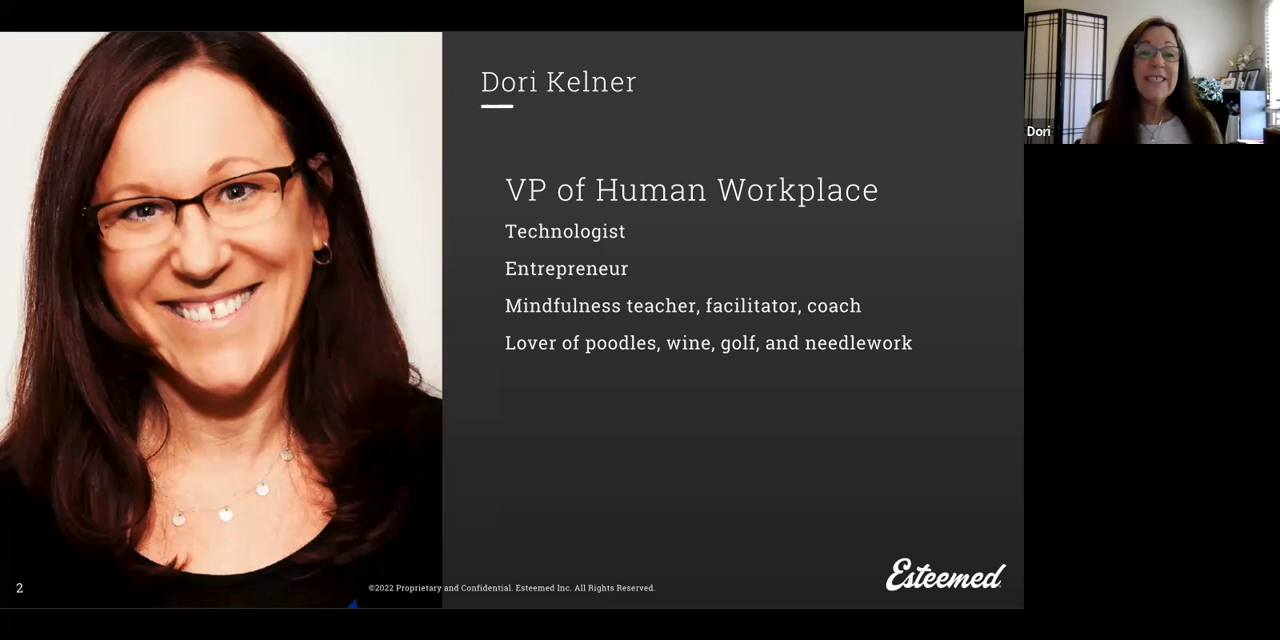 Dori Kelner
VP of Human Workplace
Technologist
Entrepreneur
Mindfulness teacher, facilitator, coach
Lover of poodles, wine, golf, and needlework
2
©2022 Proprietary and Confidential. Esteemed Inc. All Rights Reserved.
Esteemed
Dori